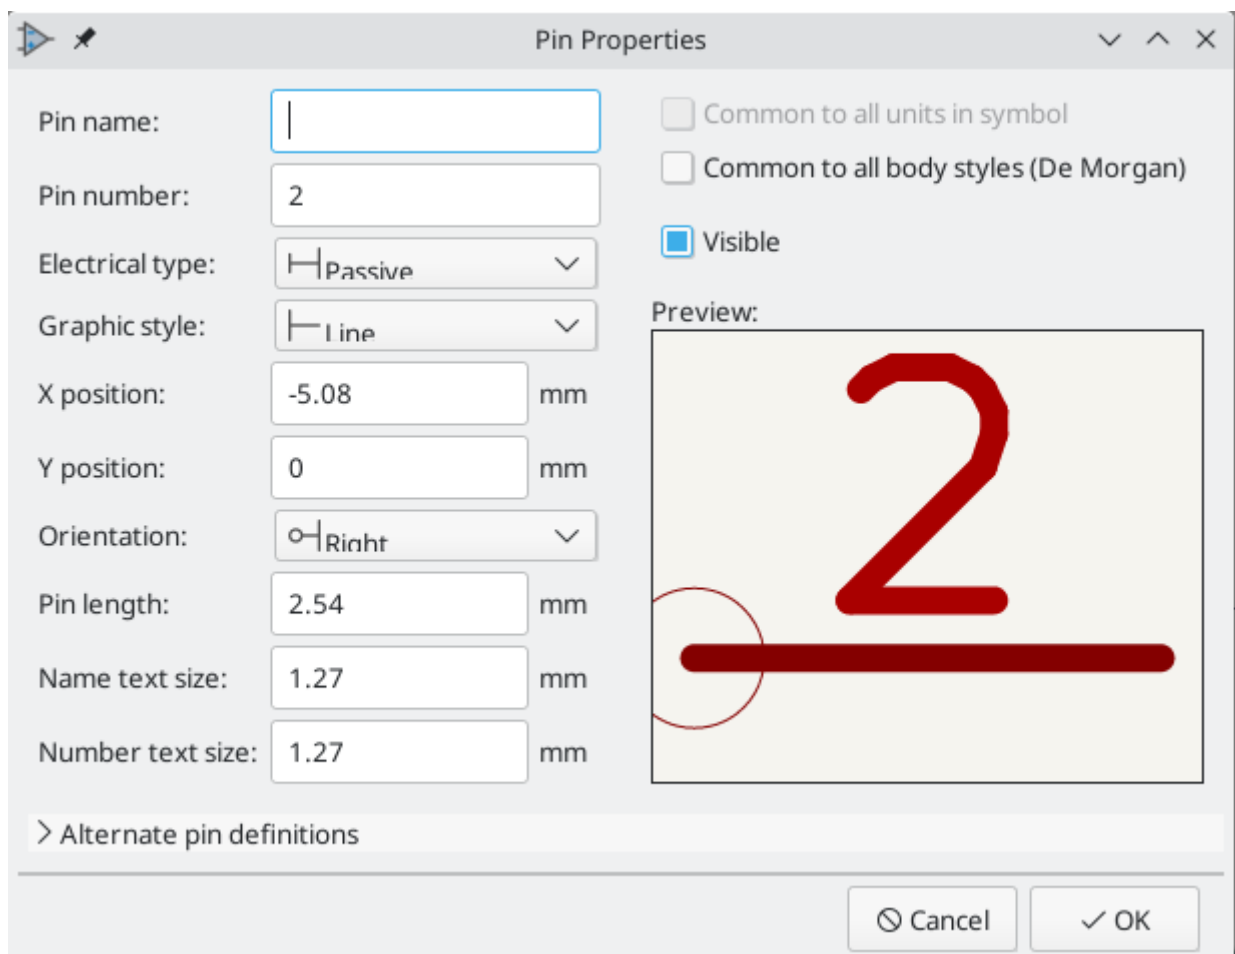 Pin Properties
Pin name:
Common to all units in symbol
Common to all body styles (De Morgan)
Pin number: 2
Visible
Electrical type: Passive
Graphic style: Line
Preview:
2
X position: -5.08 mm
Y position: 0 mm
Orientation: Right
Pin length: 2.54 mm
Name text size: 1.27 mm
Number text size: 1.27 mm
Alternate pin definitions
Cancel OK